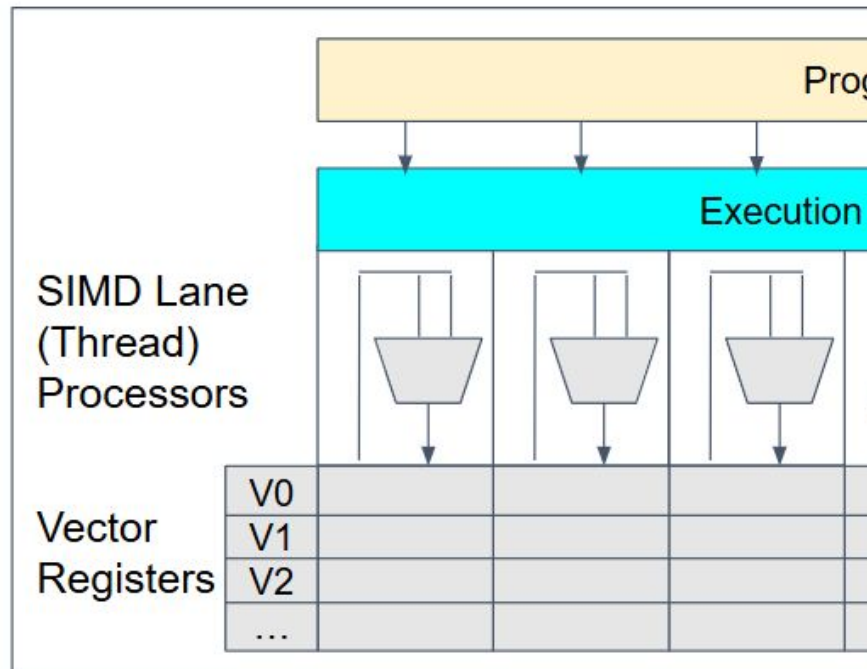 Prog
Execution
SIMD Lane
(Thread)
Processors
V0
V1
V2
...
Vector
Registers